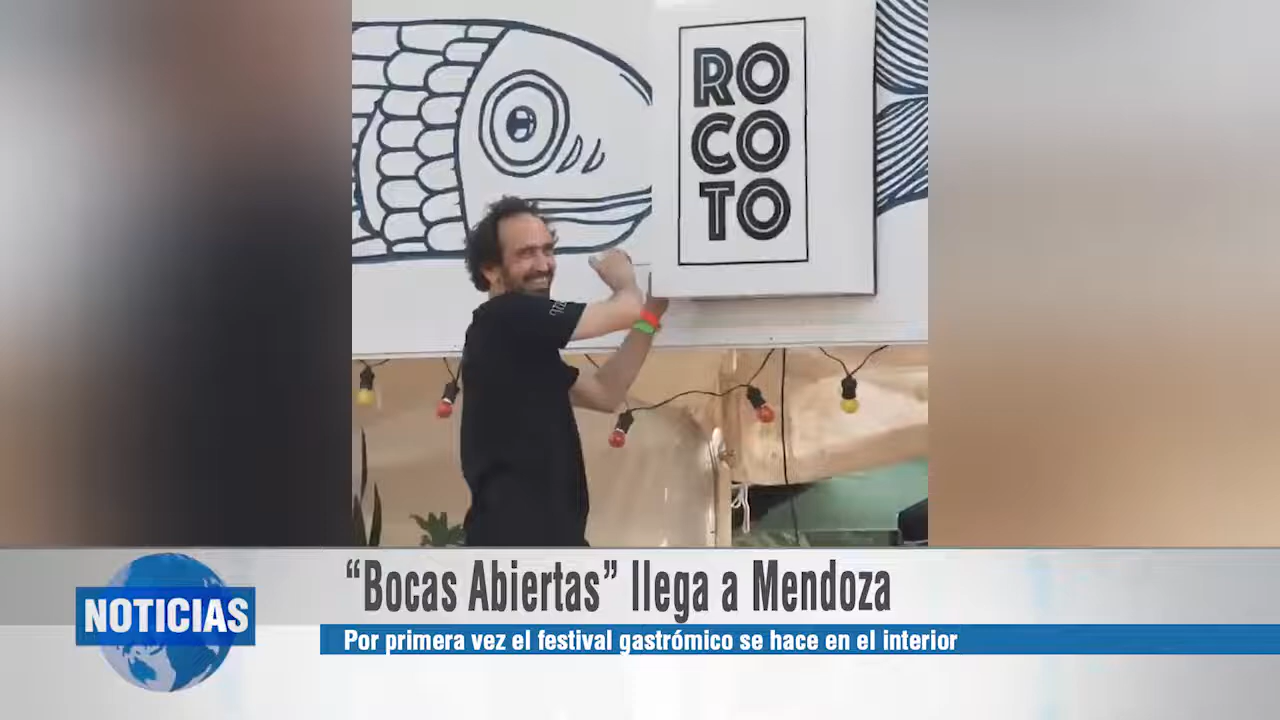 RO
CO
TO
“Bocas Abiertas” llega a Mendoza
NOTICIAS
Por primera vez el festival gastrómico se hace en el interior